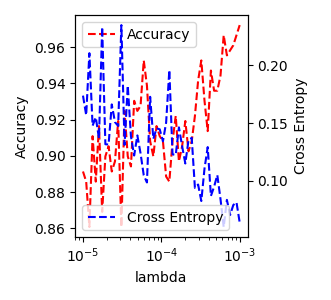 Accuracy
0.96
0.94
0.92
0.90
0.88
0.86
Accuracy
Cross Entropy
0.20
0.15
0.10
Cross Entropy
10⁻⁵
10⁻⁴
10⁻³
lambda